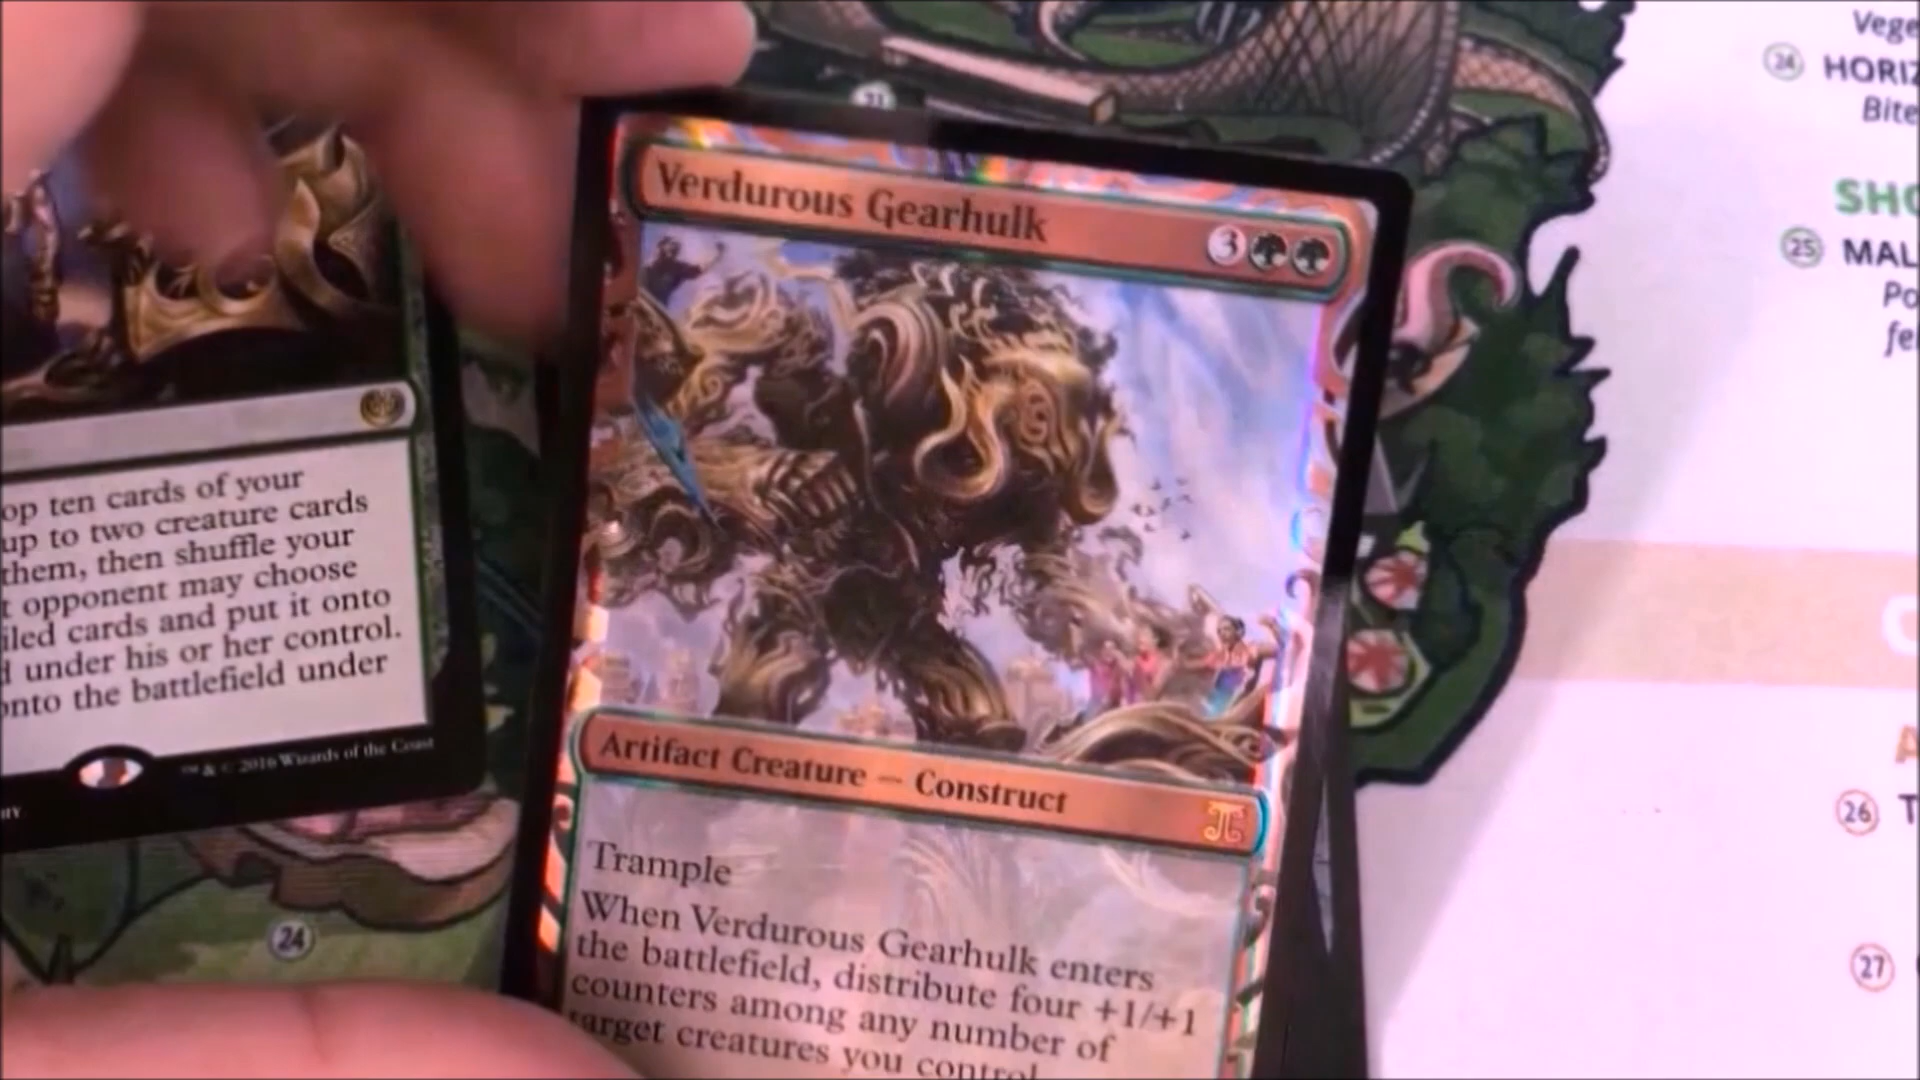 Verdurous Gearhulk
3
Artifact Creature — Construct
Trample
When Verdurous Gearhulk enters
the battlefield, distribute four +1/+1
counters among any number of
target creatures you control
op ten cards of your
up to two creature cards
them, then shuffle your
t opponent may choose
iled cards and put it onto
under his or her control.
onto the battlefield under
™ & © 2016 Wizards of the Coast
24
Vege
24 HORIZ
Bite
SHO
25 MAL
Po
fe
26 T
27